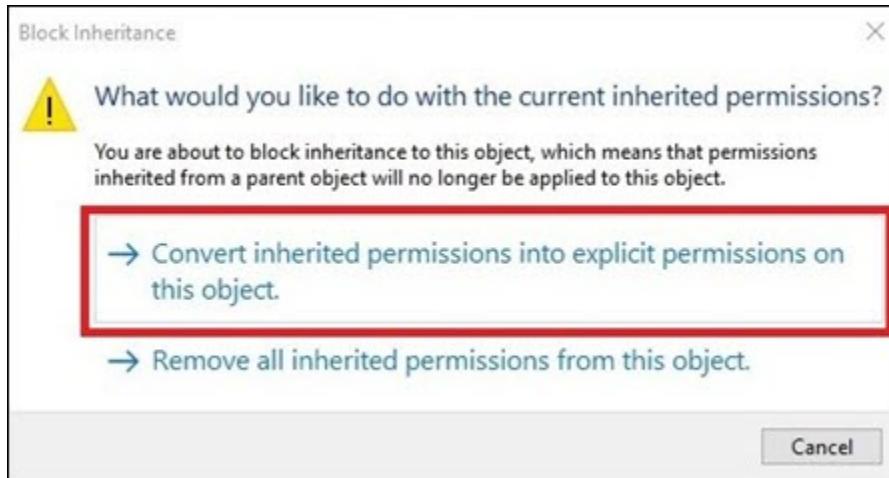 Block Inheritance
What would you like to do with the current inherited permissions?
You are about to block inheritance to this object, which means that permissions
inherited from a parent object will no longer be applied to this object.
Convert inherited permissions into explicit permissions on
this object.
Remove all inherited permissions from this object.
Cancel